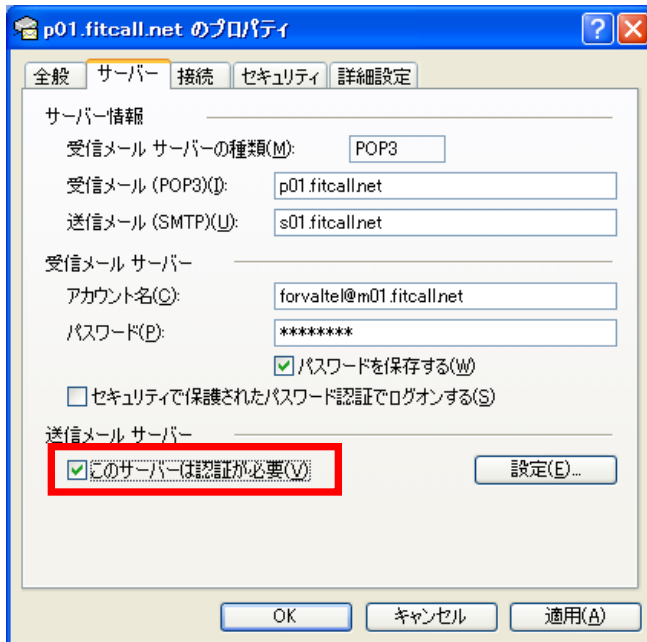 p01.fitcall.net のプロパティ
全般 サーバー 接続 セキュリティ 詳細設定
サーバー情報
受信メール サーバーの種類(M): POP3
受信メール (POP3)(I): p01.fitcall.net
送信メール (SMTP)(U): s01.fitcall.net
受信メール サーバー
アカウント名(C): forvaltel@m01.fitcall.net
パスワード(P): ********
パスワードを保存する(W)
セキュリティで保護されたパスワード認証でログオンする(S)
送信メール サーバー
このサーバーは認証が必要(V) 設定(E)...
OK キャンセル 適用(A)